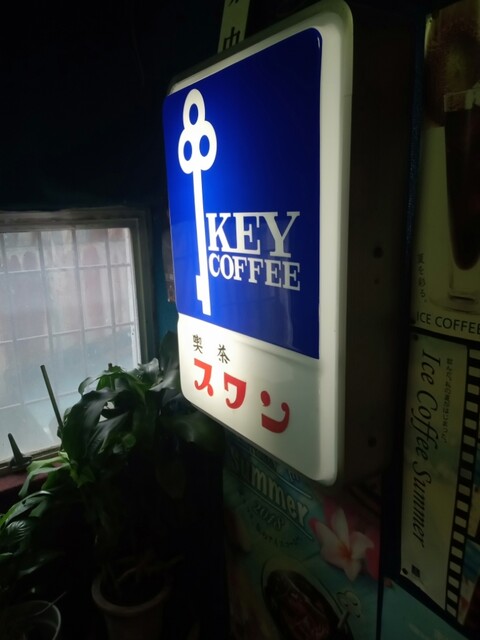 KEY
COFFEE
喫茶
スワン
ICE COFFEE
Ice Coffee Summer
Summer